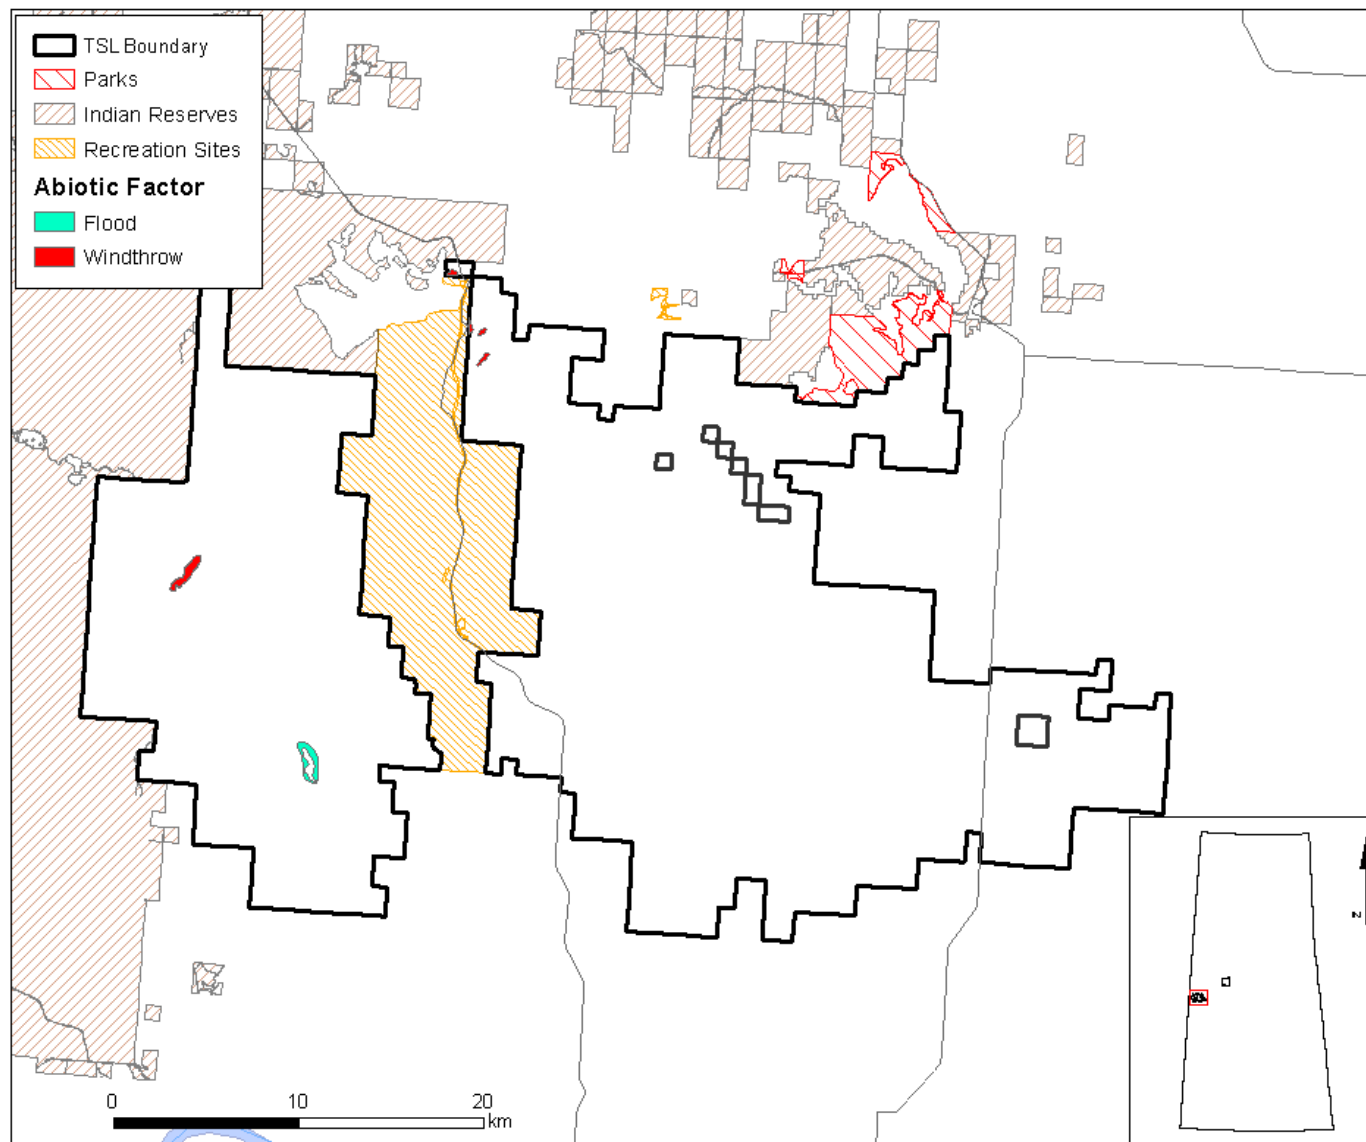 TSL Boundary
Parks
Indian Reserves
Recreation Sites
Abiotic Factor
Flood
Windthrow
0 10 20
km
z